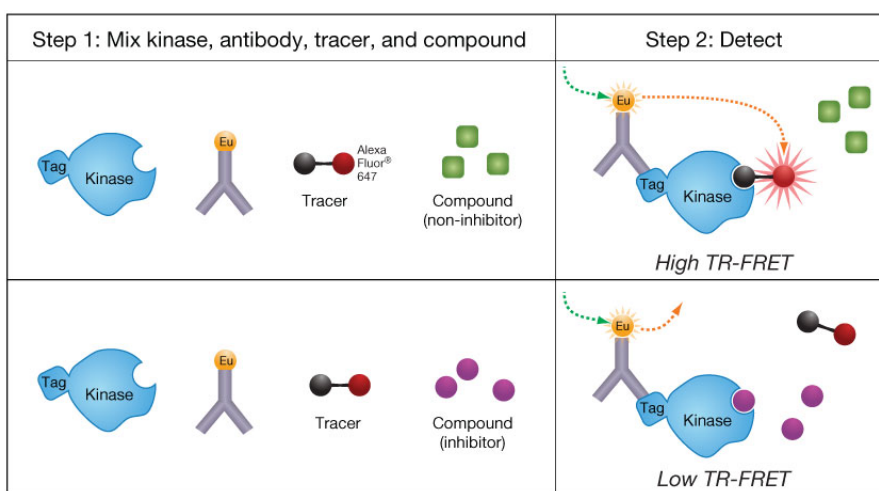 Step 1: Mix kinase, antibody, tracer, and compound
Step 2: Detect
Tag
Kinase
Eu
Alexa
Fluor®
647
Tracer
Compound
(non-inhibitor)
Eu
Tag
Kinase
High TR-FRET
Tag
Kinase
Eu
Tracer
Compound
(inhibitor)
Eu
Tag
Kinase
Low TR-FRET